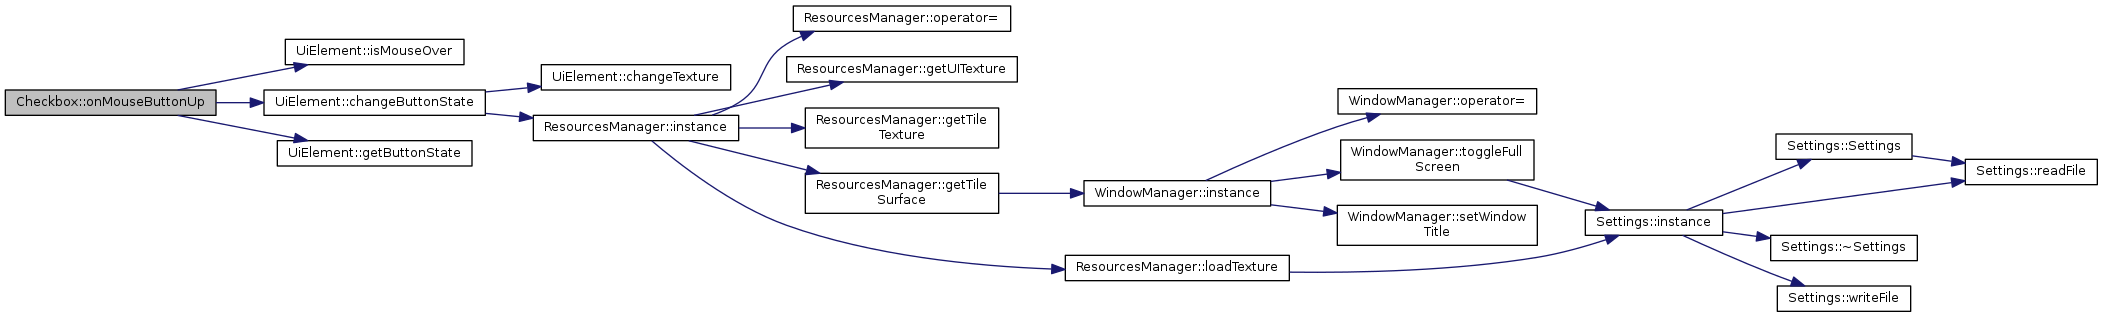 Checkbox::onMouseButtonUp
UiElement::isMouseOver
UiElement::changeButtonState
UiElement::getButtonState
UiElement::changeTexture
ResourcesManager::instance
ResourcesManager::operator=
ResourcesManager::getUITexture
ResourcesManager::getTile
Texture
ResourcesManager::getTile
Surface
ResourcesManager::loadTexture
WindowManager::instance
WindowManager::operator=
WindowManager::toggleFull
Screen
WindowManager::setWindow
Title
Settings::instance
Settings::Settings
Settings::~Settings
Settings::writeFile
Settings::readFile